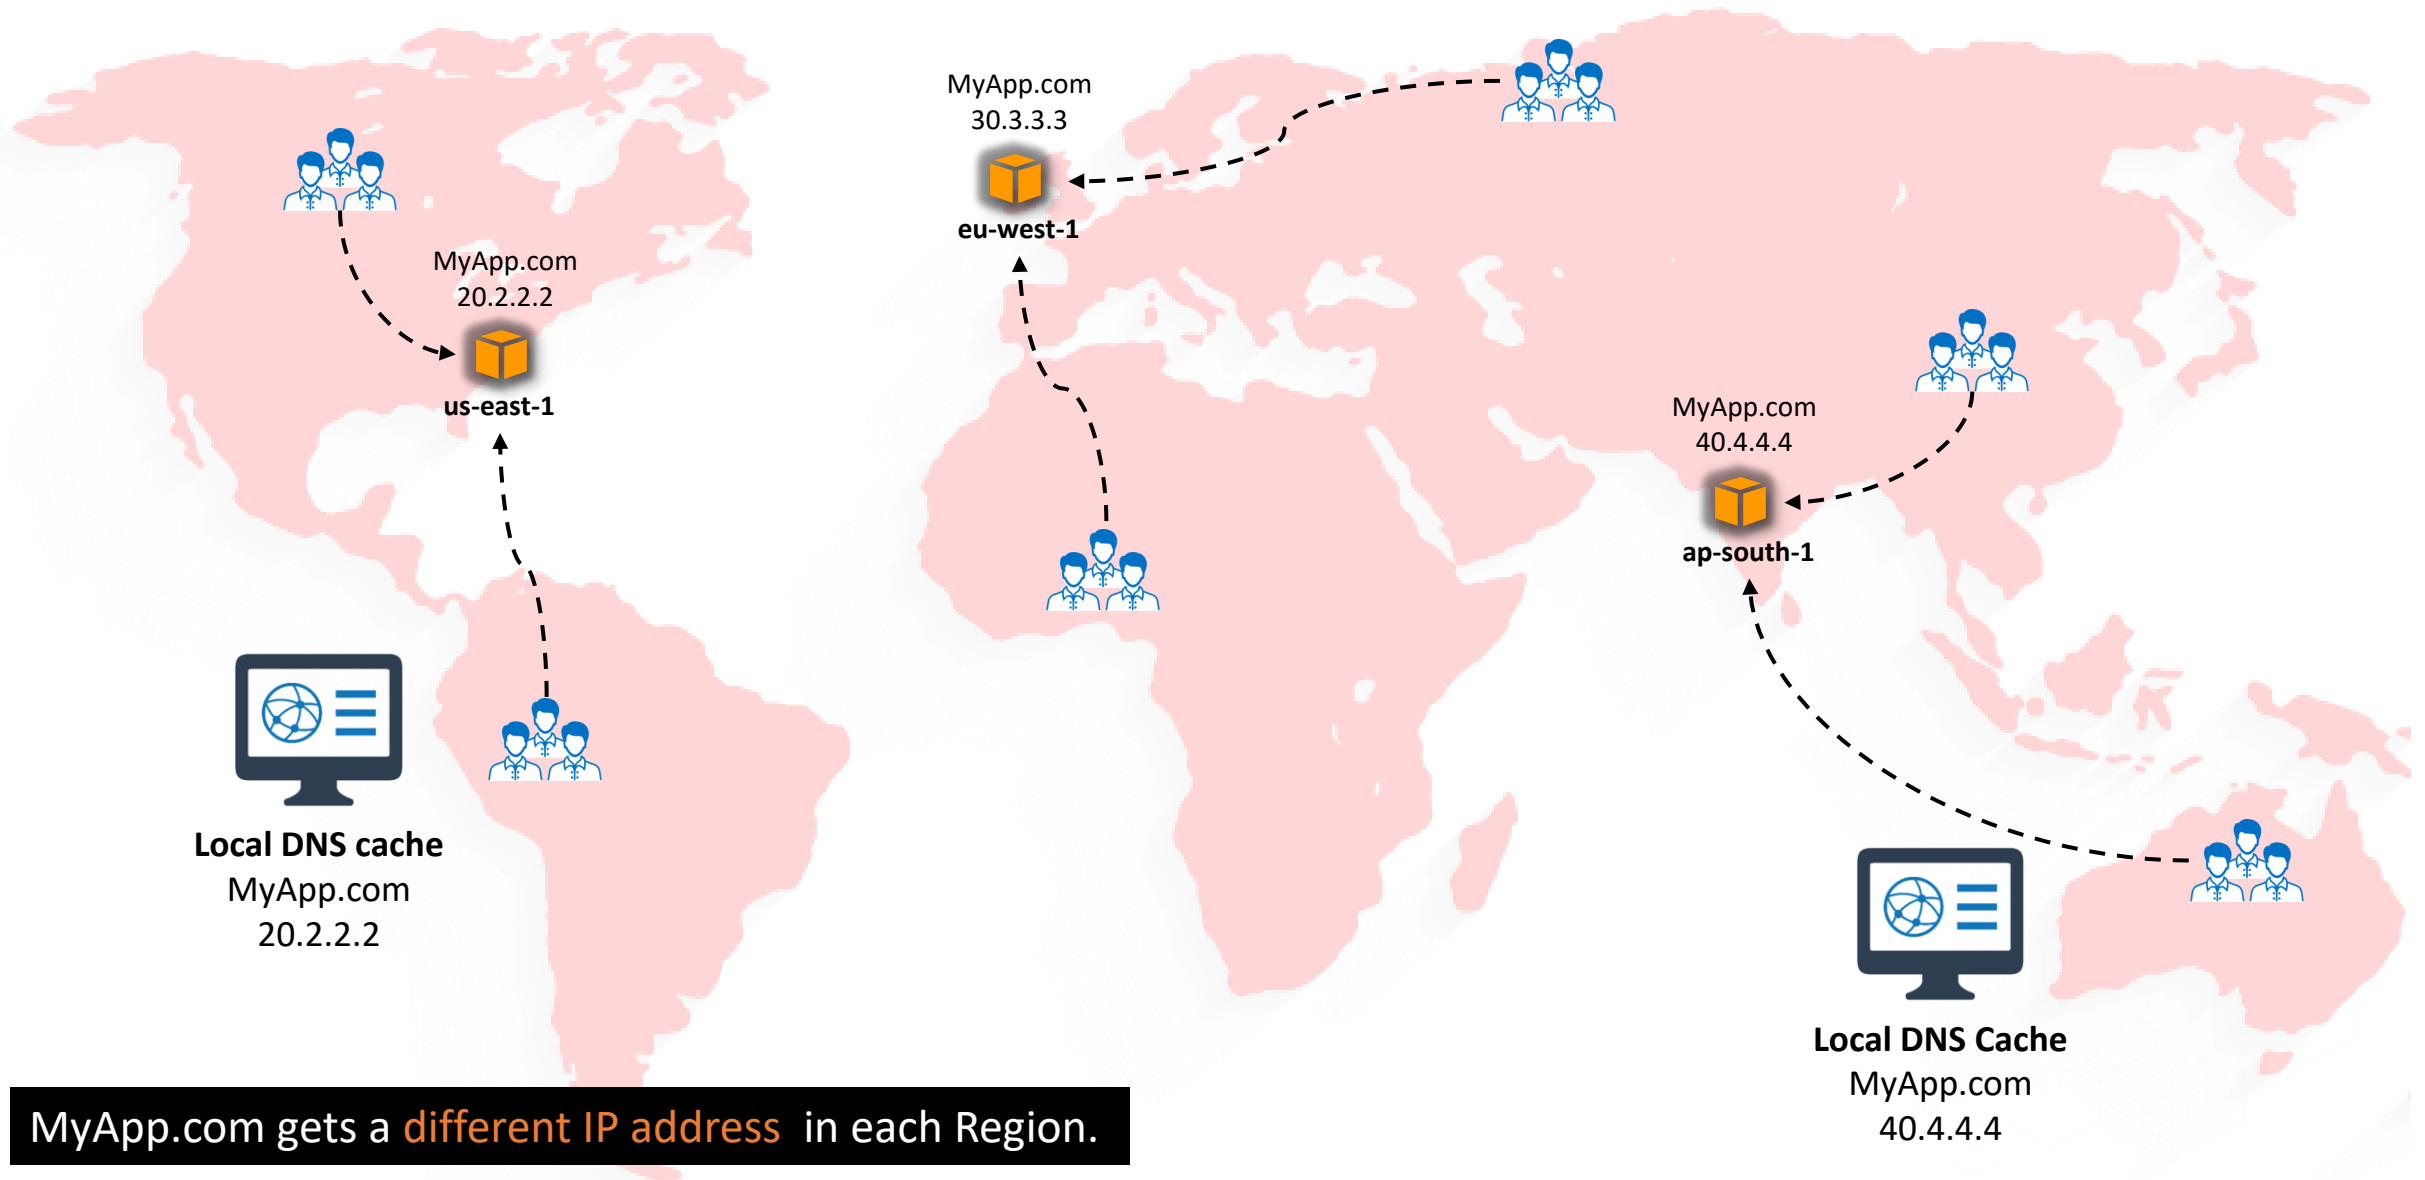 MyApp.com
30.3.3.3
eu-west-1
MyApp.com
20.2.2.2
us-east-1
MyApp.com
40.4.4.4
ap-south-1
Local DNS cache
MyApp.com
20.2.2.2
Local DNS Cache
MyApp.com
40.4.4.4
MyApp.com gets a different IP address in each Region.